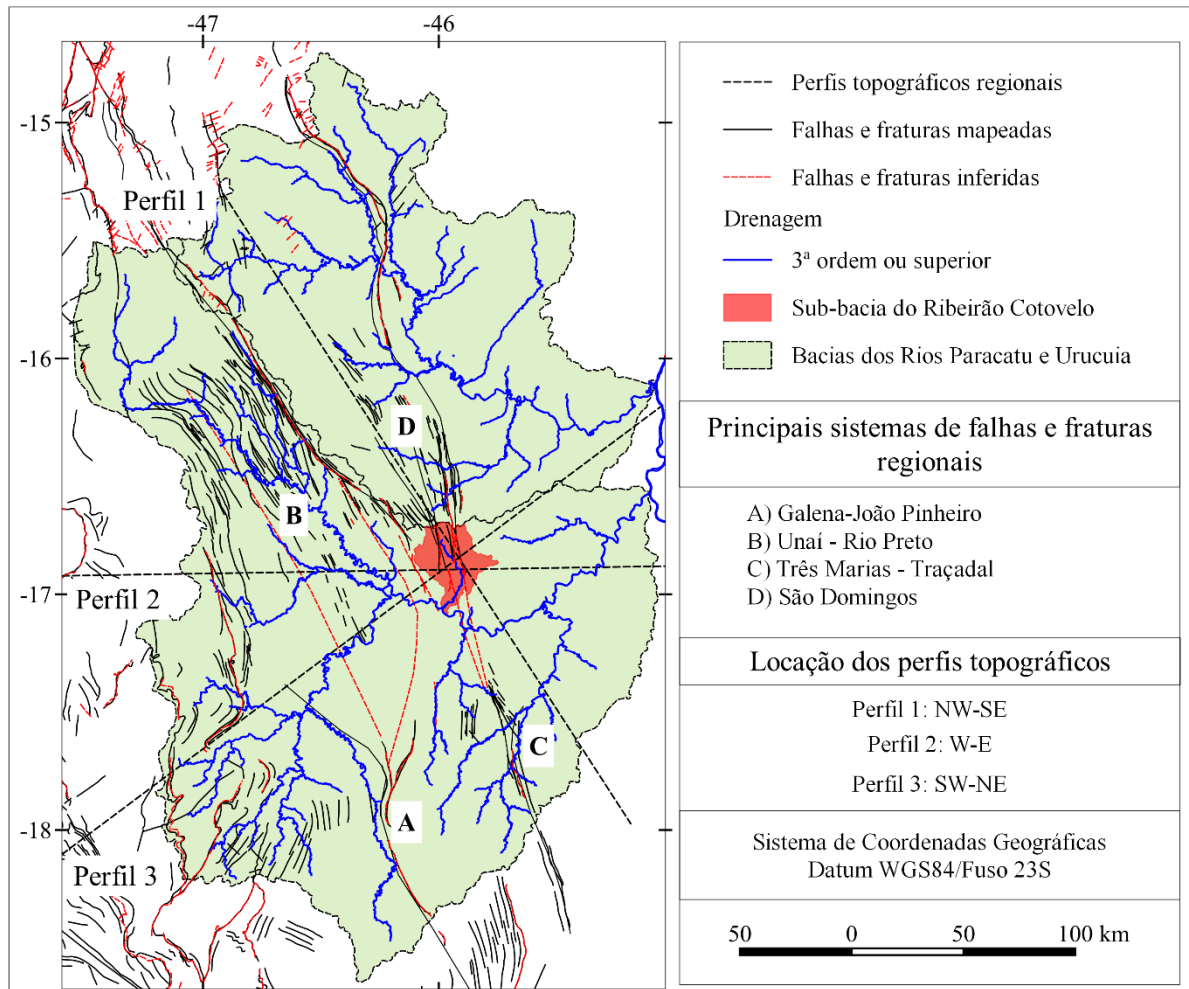 -47
-46
-15
-16
-17
-18
Perfil 1
Perfil 2
Perfil 3
D
B
C
A
Perfis topográficos regionais
Falhas e fraturas mapeadas
Falhas e fraturas inferidas
Drenagem
3ª ordem ou superior
Sub-bacia do Ribeirão Cotovelo
Bacias dos Rios Paracatu e Urucuia
Principais sistemas de falhas e fraturas
regionais
A) Galena-João Pinheiro
B) Unaí - Rio Preto
C) Três Marias - Traçadal
D) São Domingos
Locação dos perfis topográficos
Perfil 1: NW-SE
Perfil 2: W-E
Perfil 3: SW-NE
Sistema de Coordenadas Geográficas
Datum WGS84/Fuso 23S
50 0 50 100 km